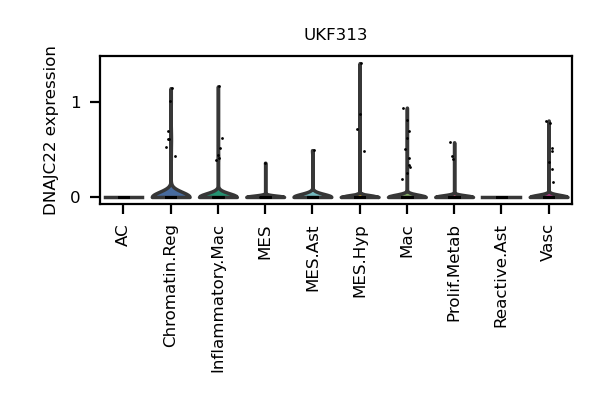 UKF313
DNAJC22 expression
1
0
AC
Chromatin.Reg
Inflammatory.Mac
MES
MES.Ast
MES.Hyp
Mac
Prolif.Metab
Reactive.Ast
Vasc